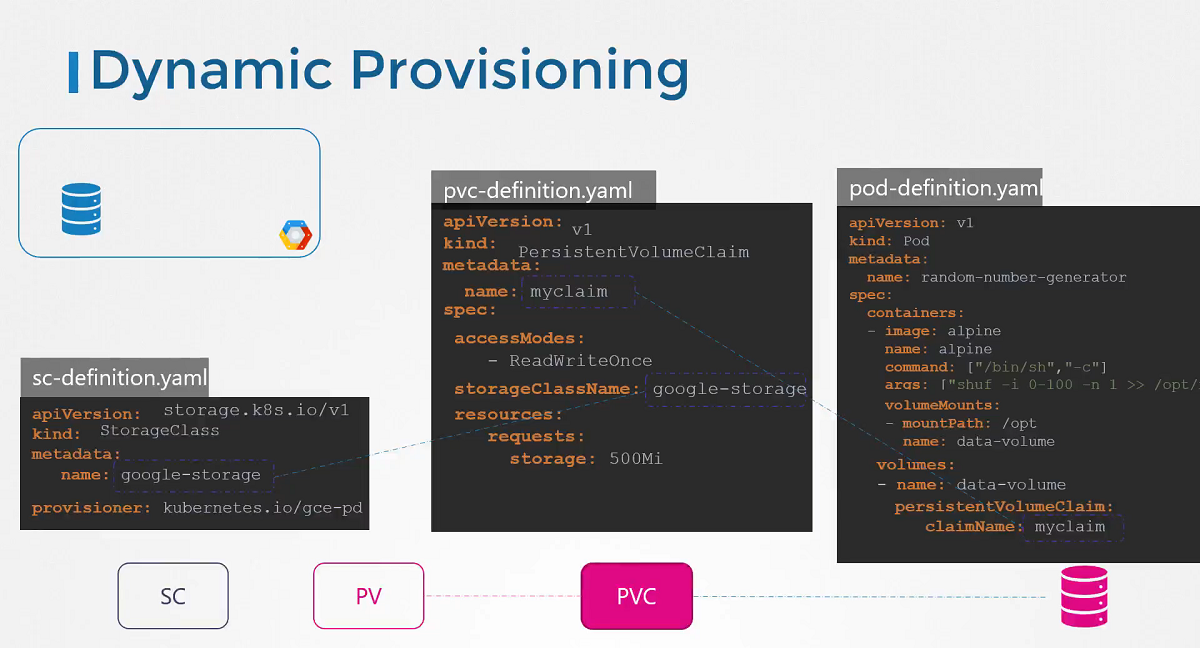 Dynamic Provisioning
sc-definition.yaml
apiVersion: storage.k8s.io/v1
kind: StorageClass
metadata:
name: google-storage
provisioner: kubernetes.io/gce-pd
pvc-definition.yaml
apiVersion: v1
kind: PersistentVolumeClaim
metadata:
name: myclaim
spec:
accessModes:
- ReadWriteOnce
storageClassName: google-storage
resources:
requests:
storage: 500Mi
pod-definition.yaml
apiVersion: v1
kind: Pod
metadata:
name: random-number-generator
spec:
containers:
- image: alpine
name: alpine
command: ["/bin/sh","-c"]
args: ["shuf -i 0-100 -n 1 >> /opt/
volumeMounts:
- mountPath: /opt
name: data-volume
volumes:
- name: data-volume
persistentVolumeClaim:
claimName: myclaim
SC
PV
PVC